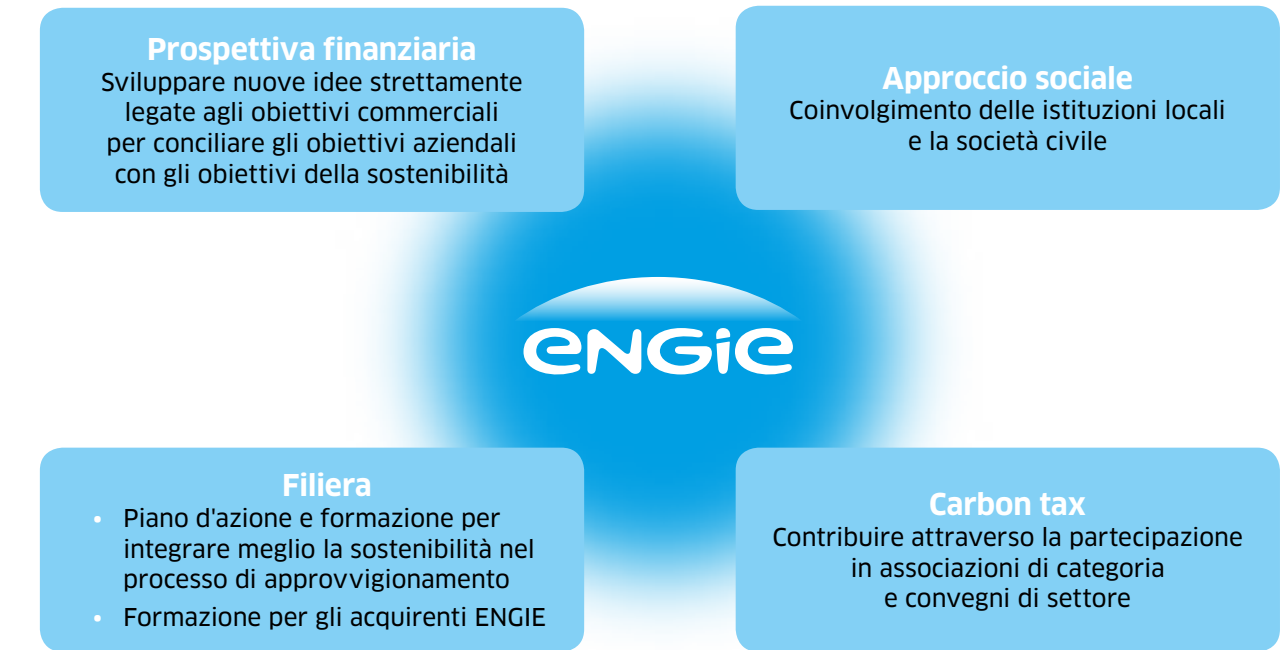 Prospettiva finanziaria
Sviluppare nuove idee strettamente
legate agli obiettivi commerciali
per conciliare gli obiettivi aziendali
con gli obiettivi della sostenibilità
Approccio sociale
Coinvolgimento delle istituzioni locali
e la società civile
ENGiE
Filiera
• Piano d'azione e formazione per
integrare meglio la sostenibilità nel
processo di approvvigionamento
• Formazione per gli acquirenti ENGIE
Carbon tax
Contribuire attraverso la partecipazione
in associazioni di categoria
e convegni di settore